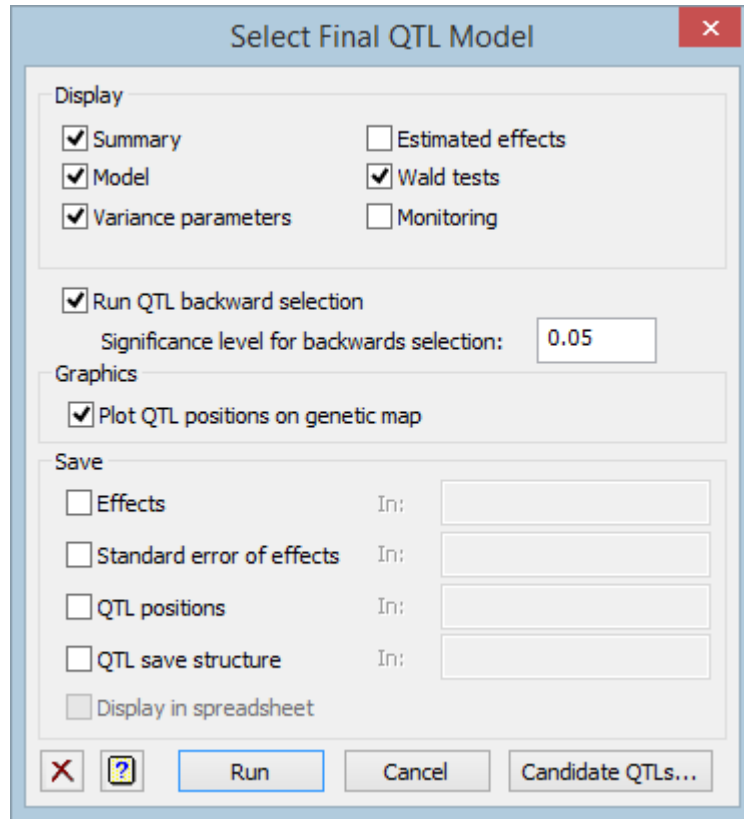 Select Final QTL Model
Display
Summary
Estimated effects
Model
Wald tests
Variance parameters
Monitoring
Run QTL backward selection
Significance level for backwards selection: 0.05
Graphics
Plot QTL positions on genetic map
Save
Effects In:
Standard error of effects In:
QTL positions In:
QTL save structure In:
Display in spreadsheet
? Run Cancel Candidate QTLs...